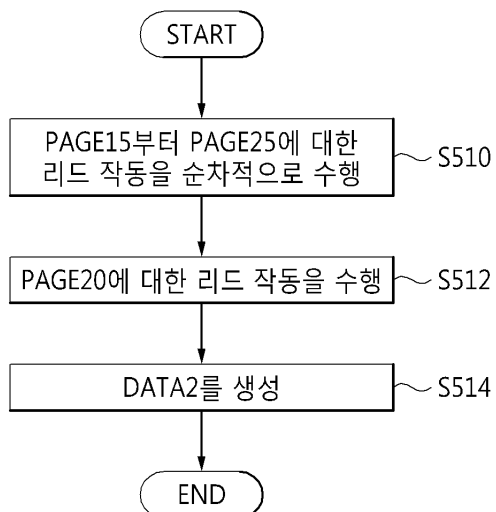 START
PAGE15부터 PAGE25에 대한
리드 작동을 순차적으로 수행
S510
PAGE20에 대한 리드 작동을 수행
S512
DATA2를 생성
S514
END